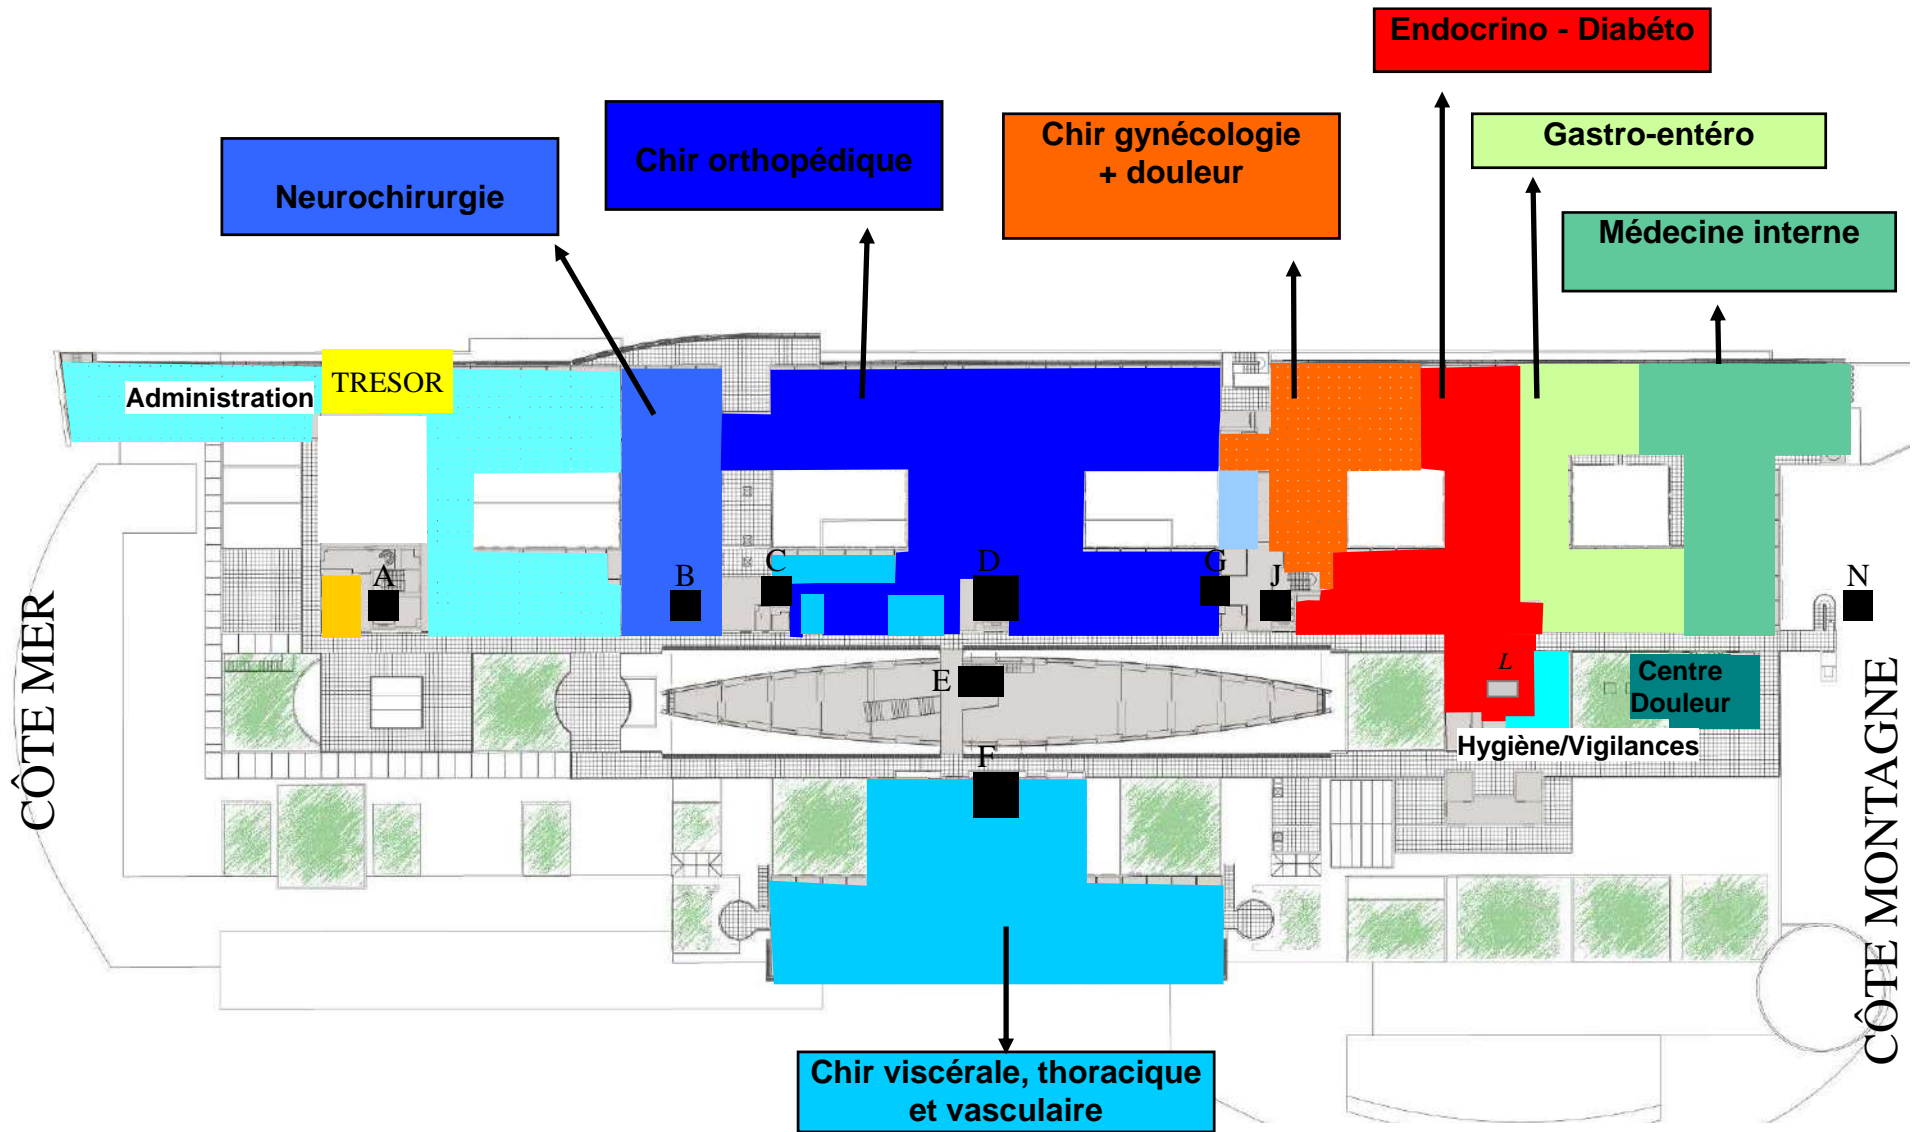 Endocrino - Diabéto
Chir orthopédique
Chir gynécologie
+ douleur
Gastro-entéro
Neurochirurgie
Médecine interne
Administration
TRESOR
A
B
C
D
G
J
N
E
L
Centre
Douleur
Hygiène/Vigilances
F
CÔTE MER
CÔTE MONTAGNE
Chir viscérale, thoracique
et vasculaire